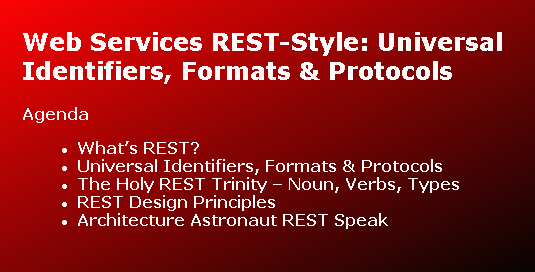 Web Services REST-Style: Universal
Identifiers, Formats & Protocols
Agenda
• What’s REST?
• Universal Identifiers, Formats & Protocols
• The Holy REST Trinity – Noun, Verbs, Types
• REST Design Principles
• Architecture Astronaut REST Speak